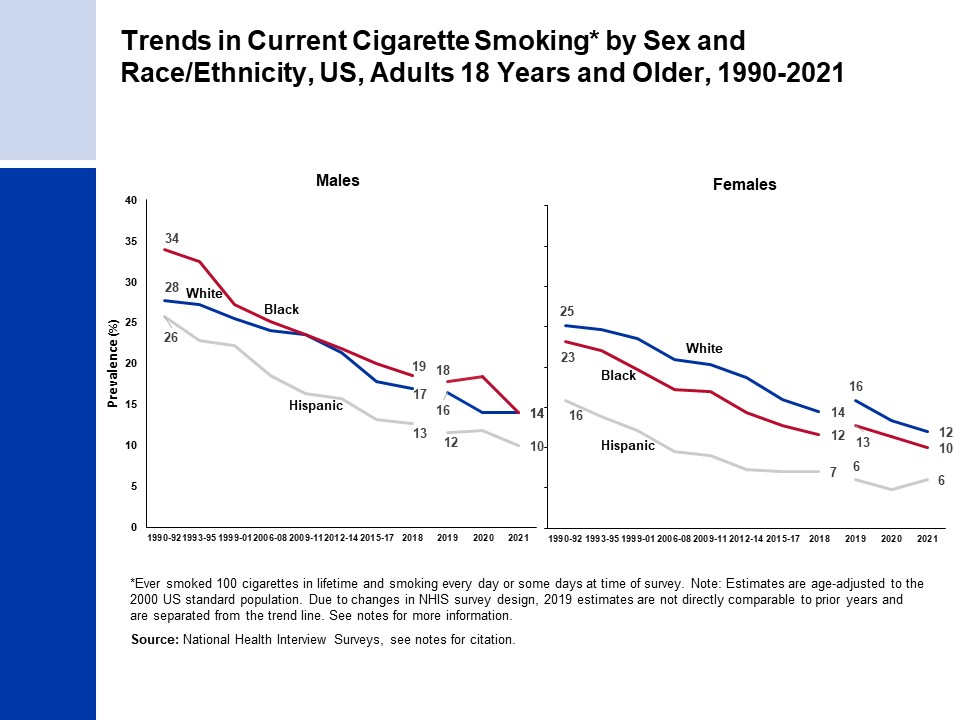 Trends in Current Cigarette Smoking* by Sex and
Race/Ethnicity, US, Adults 18 Years and Older, 1990-2021
Males
Prevalence (%)
40
35
30
25
20
15
10
5
0
34
28
White
26
Black
Hispanic
19
17
13
18
16
12
14
10
1990-92 1993-95 1999-01 2006-08 2009-11 2012-14 2015-17 2018 2019 2020 2021
Females
25
23
16
White
Black
Hispanic
14
12
7
16
13
6
12
10
6
1990-92 1993-95 1999-01 2006-08 2009-11 2012-14 2015-17 2018 2019 2020 2021
*Ever smoked 100 cigarettes in lifetime and smoking every day or some days at time of survey. Note: Estimates are age-adjusted to the
2000 US standard population. Due to changes in NHIS survey design, 2019 estimates are not directly comparable to prior years and
are separated from the trend line. See notes for more information.
Source: National Health Interview Surveys, see notes for citation.